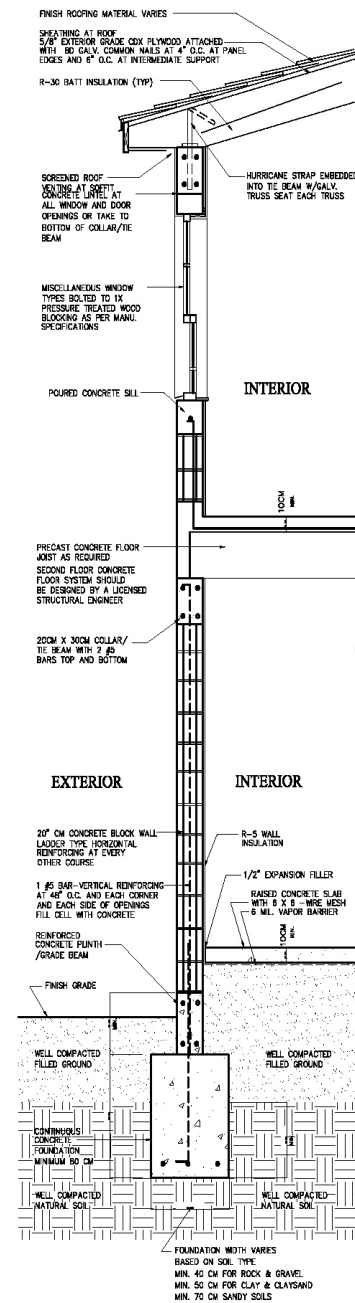 FINISH ROOFING MATERIAL VARIES
SHEATHING AT ROOF
5/8" EXTERIOR GRADE CDX PLYWOOD ATTACHED
WITH 8D GALV. COMMON NAILS AT 4" O.C. AT PANEL
EDGES AND 6" O.C. AT INTERMEDIATE SUPPORT
R-30 BATT INSULATION (TYP)
HURRICANE STRAP EMBEDDED
INTO TIE BEAM W/GALV.
TRUSS SEAT EACH TRUSS
SCREENED ROOF
VENTING AT SOFFIT
CONCRETE LINTEL AT
ALL WINDOW AND DOOR
OPENINGS OR TAKE TO
BOTTOM OF COLLAR/TIE
BEAM
MISCELLANEOUS WINDOW
TYPES BOLTED TO 1X
PRESSURE TREATED WOOD
BLOCKING AS PER MANU.
SPECIFICATIONS
POURED CONCRETE SILL
INTERIOR
10CM
MIN.
PRECAST CONCRETE FLOOR
JOIST AS REQUIRED
SECOND FLOOR CONCRETE
FLOOR SYSTEM SHOULD
BE DESIGNED BY A LICENSED
STRUCTURAL ENGINEER
20CM X 30CM COLLAR/
TIE BEAM WITH 2 #5
BARS TOP AND BOTTOM
EXTERIOR
INTERIOR
20" CM CONCRETE BLOCK WALL
LADDER TYPE HORIZONTAL
REINFORCING AT EVERY
OTHER COURSE
R-5 WALL
INSULATION
1 #5 BAR-VERTICAL REINFORCING
AT 48" O.C. AND EACH CORNER
AND EACH SIDE OF OPENINGS
FILL CELL WITH CONCRETE
1/2" EXPANSION FILLER
RAISED CONCRETE SLAB
WITH 6 X 6 -WIRE MESH
6 MIL. VAPOR BARRIER
10CM
MIN.
REINFORCED
CONCRETE PLINTH
/GRADE BEAM
FINISH GRADE
WELL COMPACTED
FILLED GROUND
WELL COMPACTED
FILLED GROUND
CONTINUOUS
CONCRETE
FOUNDATION
MINIMUM 60 CM
MIN.
WELL COMPACTED
NATURAL SOIL
WELL COMPACTED
NATURAL SOIL
FOUNDATION WIDTH VARIES
BASED ON SOIL TYPE
MIN. 40 CM FOR ROCK & GRAVEL
MIN. 50 CM FOR CLAY & CLAYSAND
MIN. 70 CM SANDY SOILS